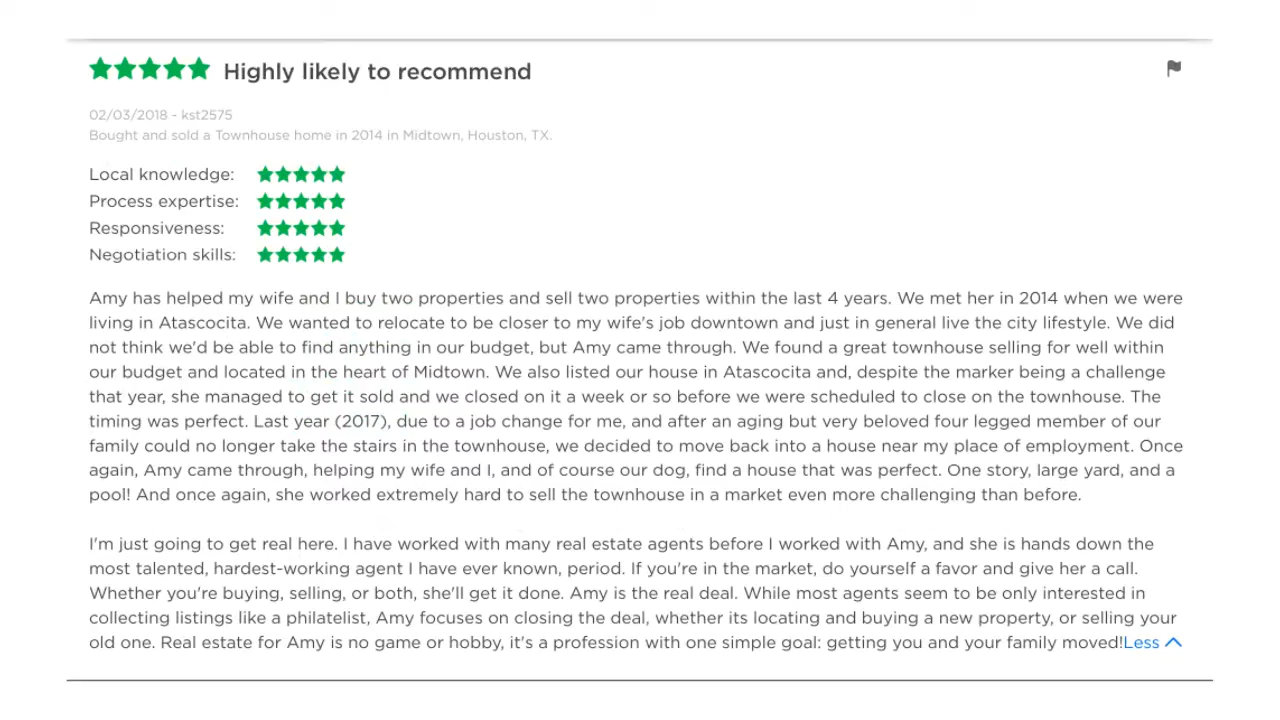 Highly likely to recommend
02/03/2018 - kst2575
Bought and sold a Townhouse home in 2014 in Midtown, Houston, TX.
Local knowledge:
Process expertise:
Responsiveness:
Negotiation skills:
Amy has helped my wife and I buy two properties and sell two properties within the last 4 years. We met her in 2014 when we were
living in Atascocita. We wanted to relocate to be closer to my wife's job downtown and just in general live the city lifestyle. We did
not think we'd be able to find anything in our budget, but Amy came through. We found a great townhouse selling for well within
our budget and located in the heart of Midtown. We also listed our house in Atascocita and, despite the marker being a challenge
that year, she managed to get it sold and we closed on it a week or so before we were scheduled to close on the townhouse. The
timing was perfect. Last year (2017), due to a job change for me, and after an aging but very beloved four legged member of our
family could no longer take the stairs in the townhouse, we decided to move back into a house near my place of employment. Once
again, Amy came through, helping my wife and I, and of course our dog, find a house that was perfect. One story, large yard, and a
pool! And once again, she worked extremely hard to sell the townhouse in a market even more challenging than before.
I'm just going to get real here. I have worked with many real estate agents before I worked with Amy, and she is hands down the
most talented, hardest-working agent I have ever known, period. If you're in the market, do yourself a favor and give her a call.
Whether you're buying, selling, or both, she'll get it done. Amy is the real deal. While most agents seem to be only interested in
collecting listings like a philatelist, Amy focuses on closing the deal, whether its locating and buying a new property, or selling your
old one. Real estate for Amy is no game or hobby, it's a profession with one simple goal: getting you and your family moved!Less